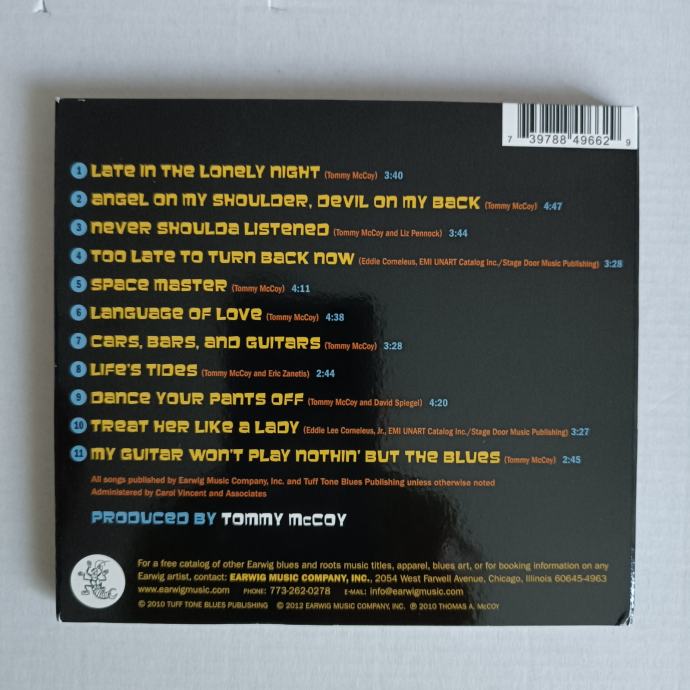 7 39788 49662 9
1 Late in the Lonely Night (Tommy McCoy) 3:40
2 Angel on My Shoulder, Devil on My Back (Tommy McCoy) 4:47
3 Never Shoulda Listened (Tommy McCoy and Liz Pennock) 3:44
4 Too Late to Turn Back Now (Eddie Corneleus, EMI UNART Catalog Inc./Stage Door Music Publishing) 3:28
5 Space Master (Tommy McCoy) 4:11
6 Language of Love (Tommy McCoy) 4:38
7 Cars, Bars, and Guitars (Tommy McCoy) 3:28
8 Life's Tides (Tommy McCoy and Eric Zanetis) 2:44
9 Dance Your Pants Off (Tommy McCoy and David Spiegel) 4:20
10 Treat Her Like a Lady (Eddie Lee Corneleus, Jr., EMI UNART Catalog Inc./Stage Door Music Publishing) 3:27
11 My Guitar Won't Play Nothin' But the Blues (Tommy McCoy) 2:45
All songs published by Earwig Music Company, Inc. and Tuff Tone Blues Publishing unless otherwise noted
Administered by Carol Vincent and Associates
Produced by Tommy McCoy
For a free catalog of other Earwig blues and roots music titles, apparel, blues art, or for booking information on any
Earwig artist, contact: EARWIG MUSIC COMPANY, INC., 2054 West Farwell Avenue, Chicago, Illinois 60645-4963
www.earwigmusic.com PHONE: 773-262-0278 E-MAIL: info@earwigmusic.com
© 2010 TUFF TONE BLUES PUBLISHING © 2012 EARWIG MUSIC COMPANY, INC. ℗ 2010 THOMAS A. McCOY